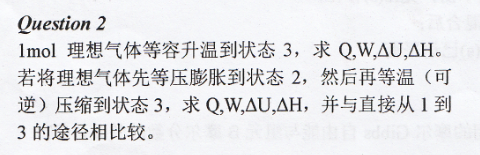 Question 2
1mol 理想气体等容升温到状态 3，求 Q,W,ΔU,ΔH。
若将理想气体先等压膨胀到状态 2，然后再等温（可
逆）压缩到状态 3，求 Q,W,ΔU,ΔH，并与直接从 1 到
3 的途径相比较。